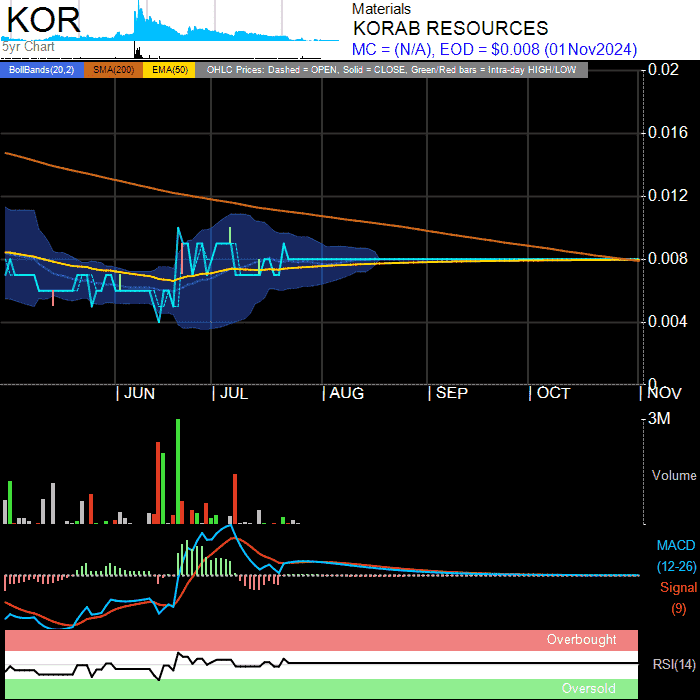 KOR
5yr Chart
Materials
KORAB RESOURCES
MC = (N/A), EOD = $0.008 (01Nov2024)
BollBands(20,2) SMA(200) EMA(50) OHLC Prices: Dashed = OPEN, Solid = CLOSE, Green/Red bars = Intra-day HIGH/LOW
0.02
0.016
0.012
0.008
0.004
0
| JUN | JUL | AUG | SEP | OCT | NOV
3M
Volume
MACD
(12-26)
Signal
(9)
Overbought
RSI(14)
Oversold